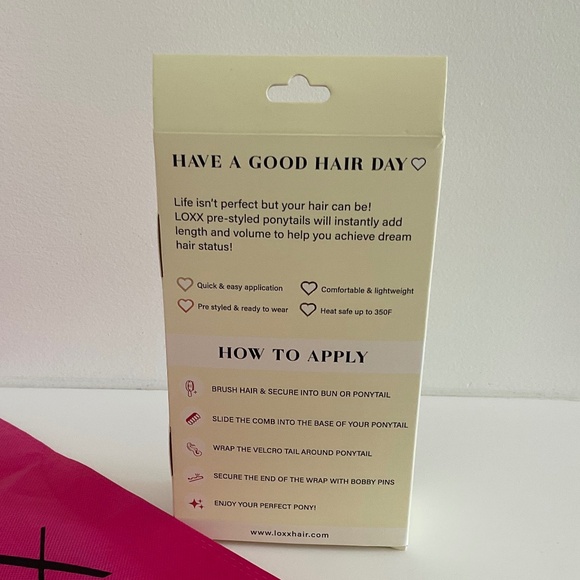 HAVE A GOOD HAIR DAY
Life isn't perfect but your hair can be!
LOXX pre-styled ponytails will instantly add
length and volume to help you achieve dream
hair status!
Quick & easy application
Comfortable & lightweight
Pre styled & ready to wear
Heat safe up to 350F
HOW TO APPLY
BRUSH HAIR & SECURE INTO BUN OR PONYTAIL
SLIDE THE COMB INTO THE BASE OF YOUR PONYTAIL
WRAP THE VELCRO TAIL AROUND PONYTAIL
SECURE THE END OF THE WRAP WITH BOBBY PINS
ENJOY YOUR PERFECT PONY!
www.loxxhair.com